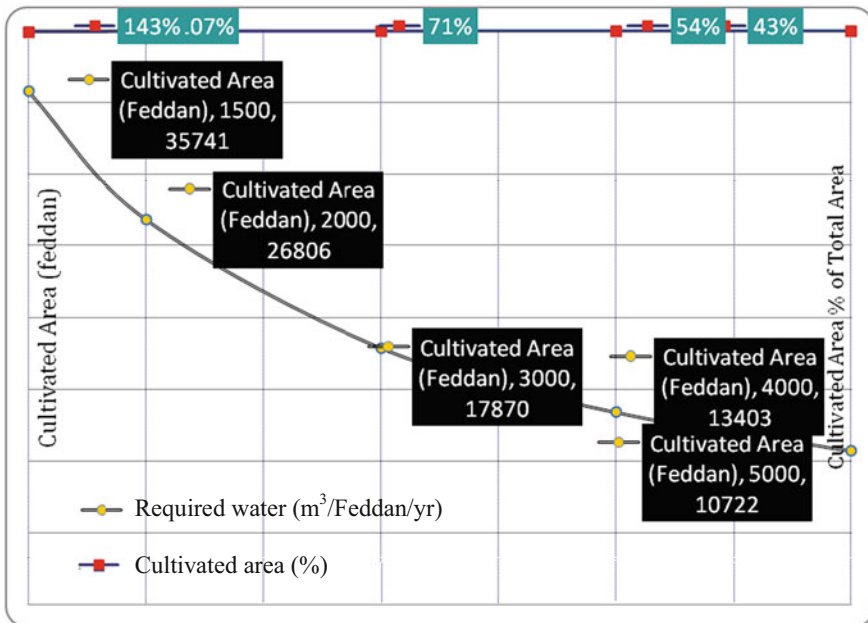 143% .07%
71%
54%
43%
Cultivated Area
(Feddan), 1500,
35741
Cultivated Area
(Feddan), 2000,
26806
Cultivated Area
(Feddan), 3000,
17870
Cultivated Area
(Feddan), 4000,
13403
Cultivated Area
(Feddan), 5000,
10722
Cultivated Area (feddan)
Cultivated Area % of Total Area
Required water (m³/Feddan/yr)
Cultivated area (%)